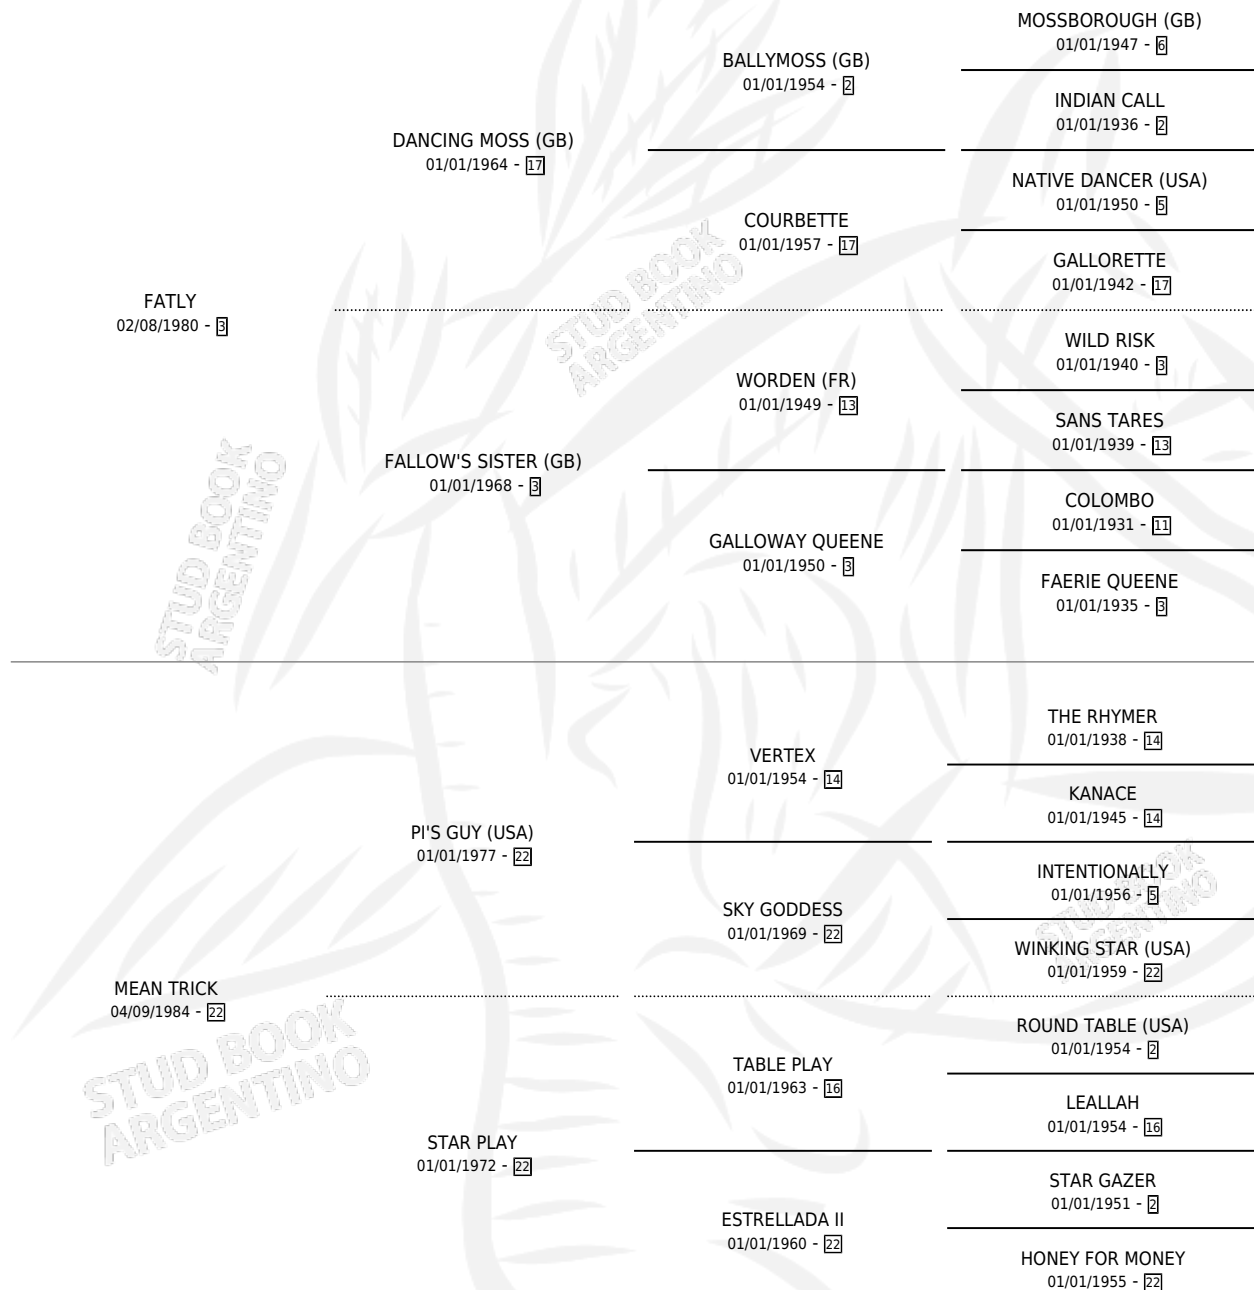 MOSSBOROUGH (GB)
01/01/1947 - 6
BALLYMOSS (GB)
01/01/1954 - 2
INDIAN CALL
01/01/1936 - 2
DANCING MOSS (GB)
01/01/1964 - 17
NATIVE DANCER (USA)
01/01/1950 - 5
COURBETTE
01/01/1957 - 17
GALLORETTE
01/01/1942 - 17
FATLY
02/08/1980 - 3
WILD RISK
01/01/1940 - 3
WORDEN (FR)
01/01/1949 - 13
SANS TARES
01/01/1939 - 13
FALLOW'S SISTER (GB)
01/01/1968 - 3
COLOMBO
01/01/1931 - 11
GALLOWAY QUEENE
01/01/1950 - 3
FAERIE QUEENE
01/01/1935 - 3
THE RHYMER
01/01/1938 - 14
VERTEX
01/01/1954 - 14
KANACE
01/01/1945 - 14
PI'S GUY (USA)
01/01/1977 - 22
INTENTIONALLY
01/01/1956 - 5
SKY GODDESS
01/01/1969 - 22
WINKING STAR (USA)
01/01/1959 - 22
MEAN TRICK
04/09/1984 - 22
ROUND TABLE (USA)
01/01/1954 - 2
TABLE PLAY
01/01/1963 - 16
LEALLAH
01/01/1954 - 16
STAR PLAY
01/01/1972 - 22
STAR GAZER
01/01/1951 - 2
ESTRELLADA II
01/01/1960 - 22
HONEY FOR MONEY
01/01/1955 - 22
STUD BOOK
ARGENTINO
STUD BOOK
ARGENTINO
STUD BOOK
ARGENTINO
STUD BOOK
ARGENTINO